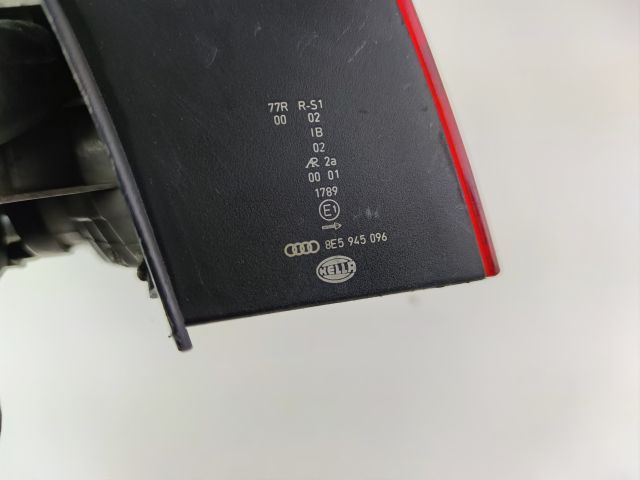 77R R-S1
00 02
IB
02
AR 2a
00 01
1789
E1
8E5 945 096
HELLA